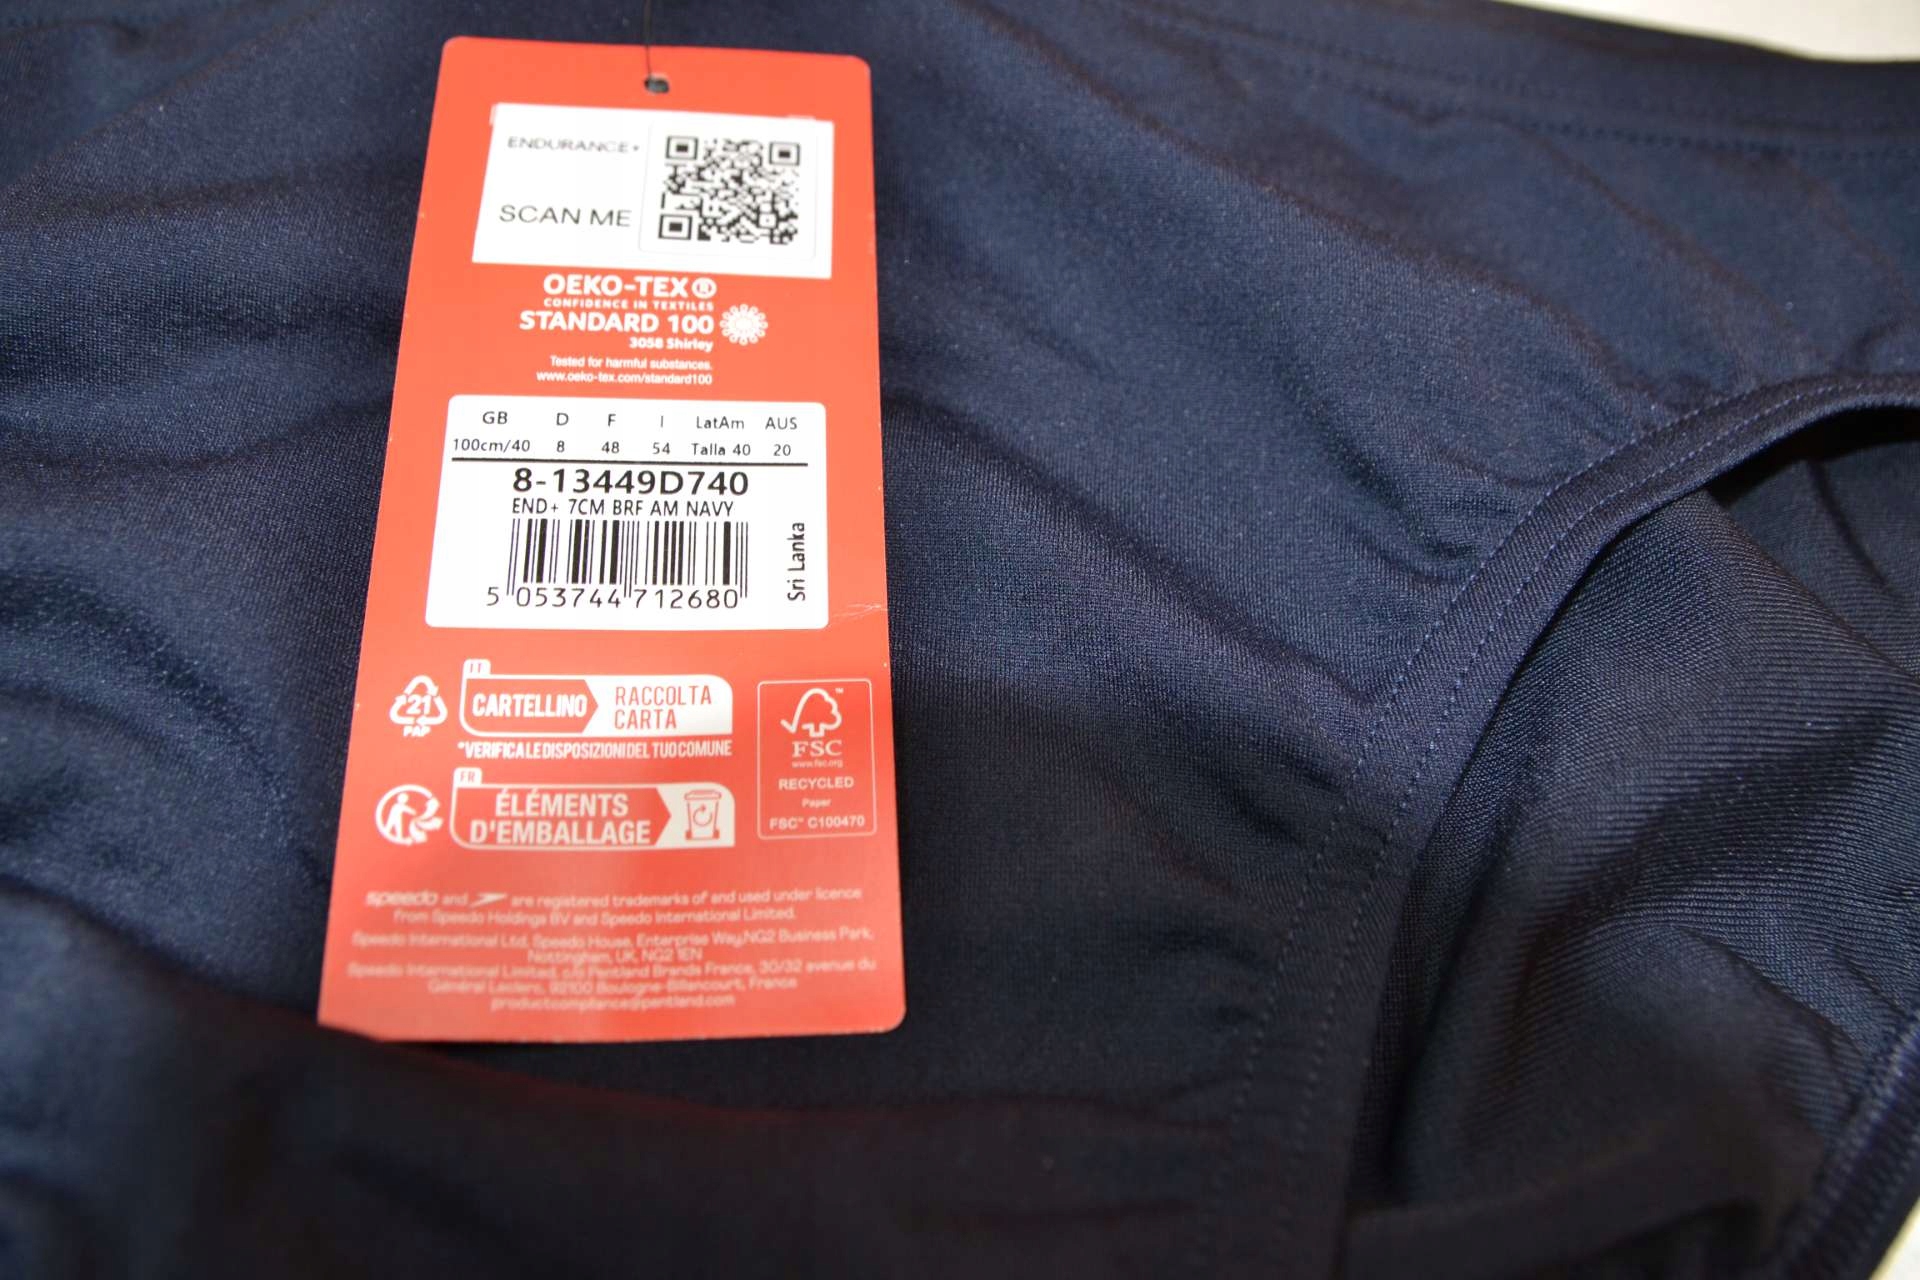 ENDURANCE+
SCAN ME
OEKO-TEX®
CONFIDENCE IN TEXTILES
STANDARD 100
3058 Shirley
Tested for harmful substances.
www.oeko-tex.com/standard100
GB D F I LatAm AUS
100cm/40 8 48 54 Talla 40 20
8-13449D740
END+ 7CM BRF AM NAVY
5 053744 712680
Sri Lanka
IT
21
PAP
CARTELLINO RACCOLTA
CARTA
*VERIFICA LE DISPOSIZIONI DEL TUO COMUNE
FR
ÉLÉMENTS
D'EMBALLAGE
FSC™
www.fsc.org
RECYCLED
Paper
FSC™ C100470
speedo and are registered trademarks of and used under licence
from Speedo Holdings BV and Speedo International Limited.
Speedo International Ltd, Speedo House, Enterprise Way,NG2 Business Park,
Nottingham, UK, NG2 1EN
Speedo International Limited, c/o Pentland Brands France, 30/32 avenue du
Général Leclerc, 92100 Boulogne-Billancourt, France
productcompliance@pentland.com